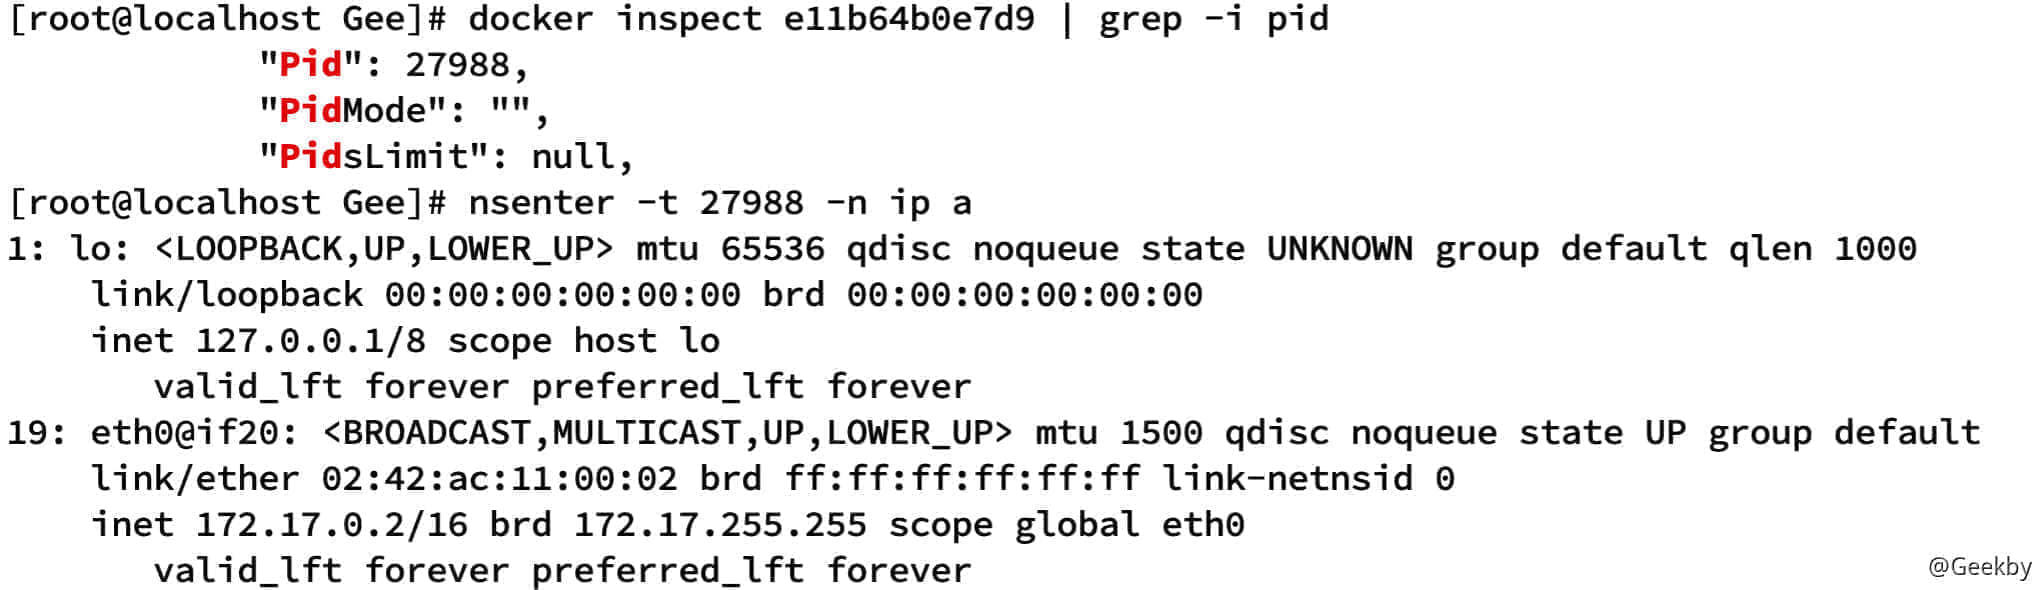 [root@localhost Gee]# docker inspect e11b64b0e7d9 | grep -i pid
            "Pid": 27988,
            "PidMode": "",
            "PidsLimit": null,
[root@localhost Gee]# nsenter -t 27988 -n ip a
1: lo: <LOOPBACK,UP,LOWER_UP> mtu 65536 qdisc noqueue state UNKNOWN group default qlen 1000
    link/loopback 00:00:00:00:00:00 brd 00:00:00:00:00:00
    inet 127.0.0.1/8 scope host lo
       valid_lft forever preferred_lft forever
19: eth0@if20: <BROADCAST,MULTICAST,UP,LOWER_UP> mtu 1500 qdisc noqueue state UP group default
    link/ether 02:42:ac:11:00:02 brd ff:ff:ff:ff:ff:ff link-netnsid 0
    inet 172.17.0.2/16 brd 172.17.255.255 scope global eth0
       valid_lft forever preferred_lft forever
@Geekby